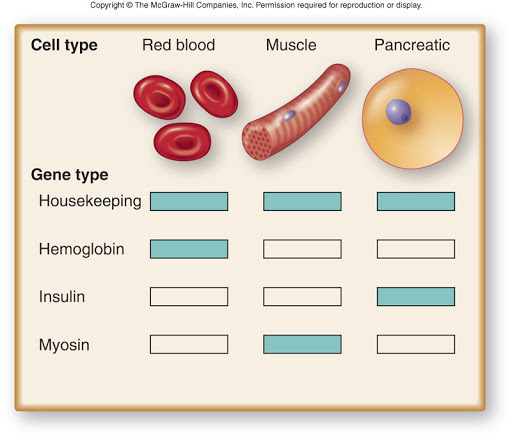 Copyright © The McGraw-Hill Companies, Inc. Permission required for reproduction or display.
Cell type Red blood Muscle Pancreatic
Gene type
Housekeeping
Hemoglobin
Insulin
Myosin